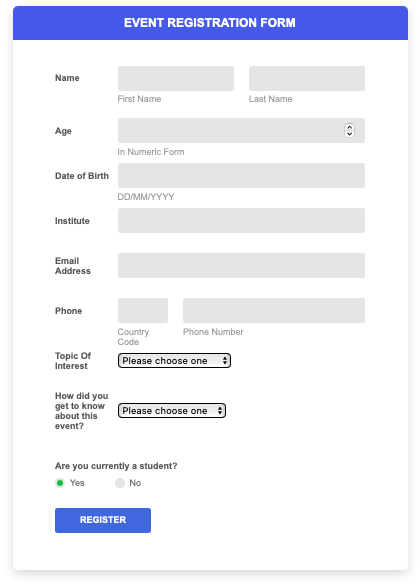 EVENT REGISTRATION FORM
Name
First Name Last Name
Age
In Numeric Form
Date of Birth
DD/MM/YYYY
Institute
Email
Address
Phone
Country
Code
Phone Number
Topic Of
Interest
Please choose one
How did you
get to know
about this
event?
Please choose one
Are you currently a student?
Yes No
REGISTER